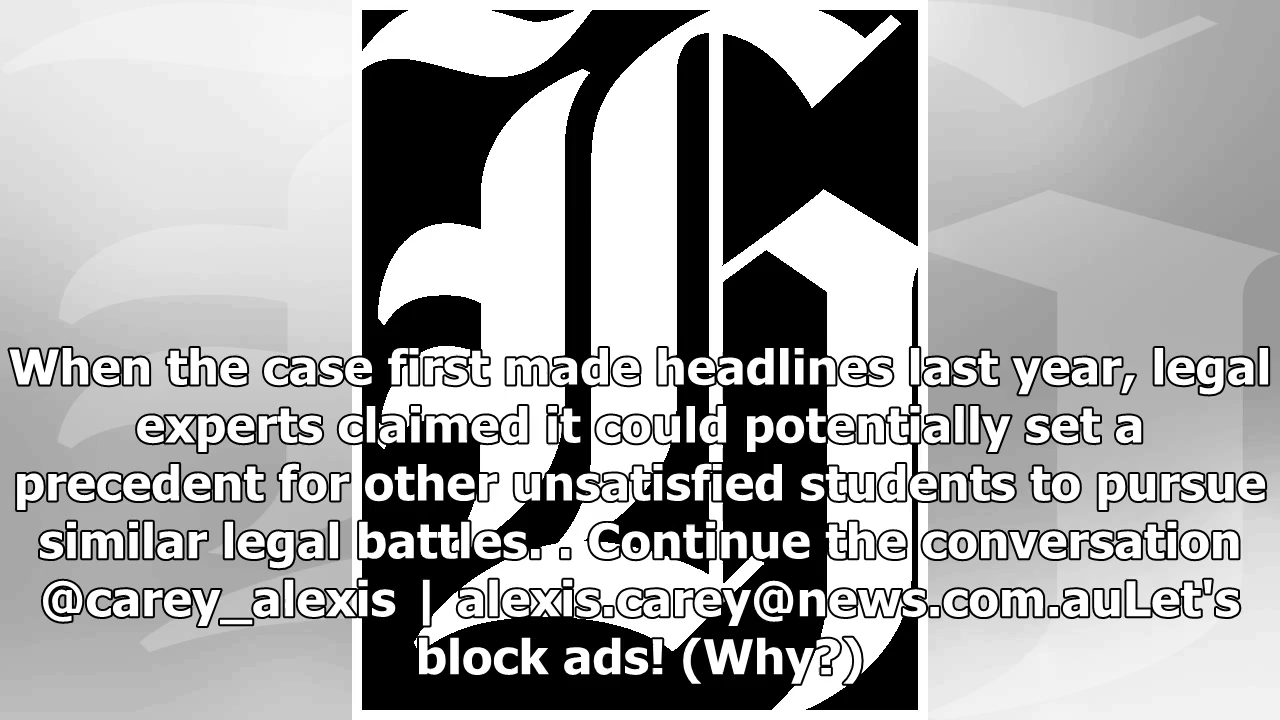 When the case first made headlines last year, legal
experts claimed it could potentially set a
precedent for other unsatisfied students to pursue
similar legal battles. . Continue the conversation
@carey_alexis | alexis.carey@news.com.auLet's
block ads! (Why?)